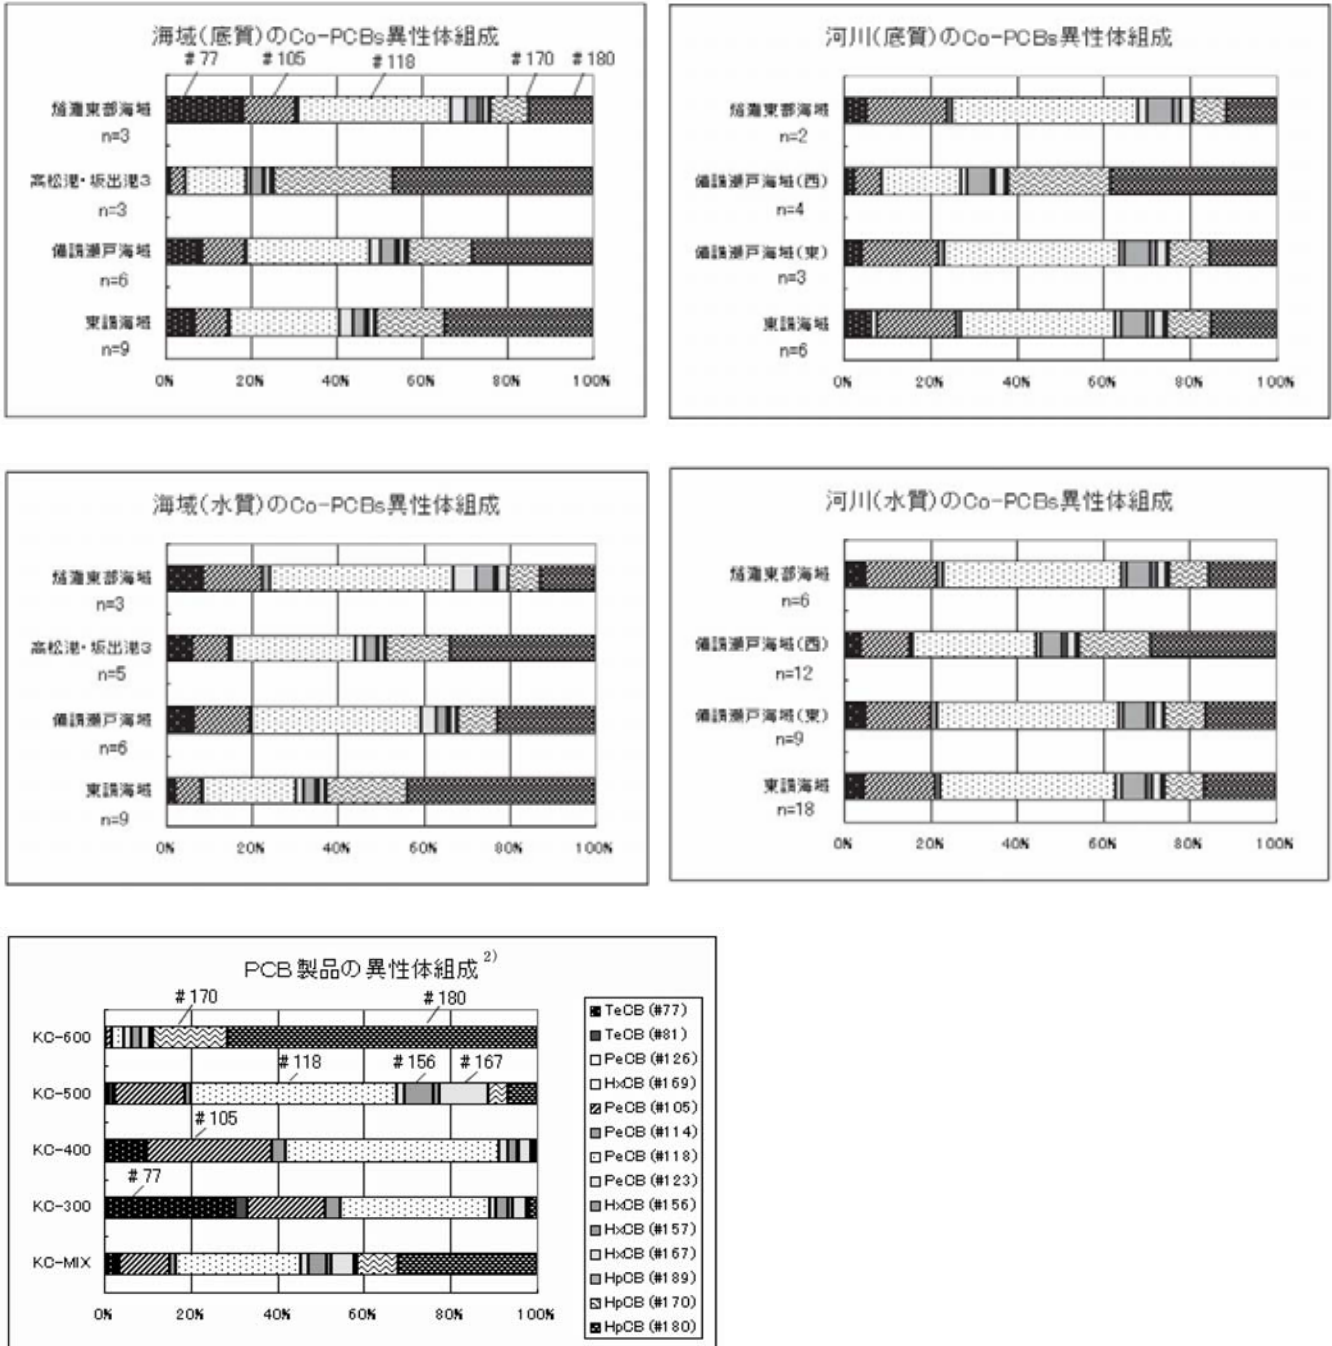 海域(底質)のCo-PCBs異性体組成
#77 #105 #118 #170 #180
燧灘東部海域
n=3
高松港・坂出港3
n=3
備讃瀬戸海域
n=6
東讃海域
n=9
0% 20% 40% 60% 80% 100%
河川(底質)のCo-PCBs異性体組成
燧灘東部海域
n=2
備讃瀬戸海域(西)
n=4
備讃瀬戸海域(東)
n=3
東讃海域
n=6
0% 20% 40% 60% 80% 100%
海域(水質)のCo-PCBs異性体組成
燧灘東部海域
n=3
高松港・坂出港3
n=5
備讃瀬戸海域
n=6
東讃海域
n=9
0% 20% 40% 60% 80% 100%
河川(水質)のCo-PCBs異性体組成
燧灘東部海域
n=6
備讃瀬戸海域(西)
n=12
備讃瀬戸海域(東)
n=9
東讃海域
n=18
0% 20% 40% 60% 80% 100%
PCB製品の異性体組成2)
#170 #180
KC-600
#118 #156 #167
KC-500
#105
KC-400
#77
KC-300
KC-MIX
0% 20% 40% 60% 80% 100%
TeCB (#77)
TeCB (#81)
PeCB (#126)
HxCB (#169)
PeCB (#105)
PeCB (#114)
PeCB (#118)
PeCB (#123)
HxCB (#156)
HxCB (#157)
HxCB (#167)
HpCB (#189)
HpCB (#170)
HpCB (#180)